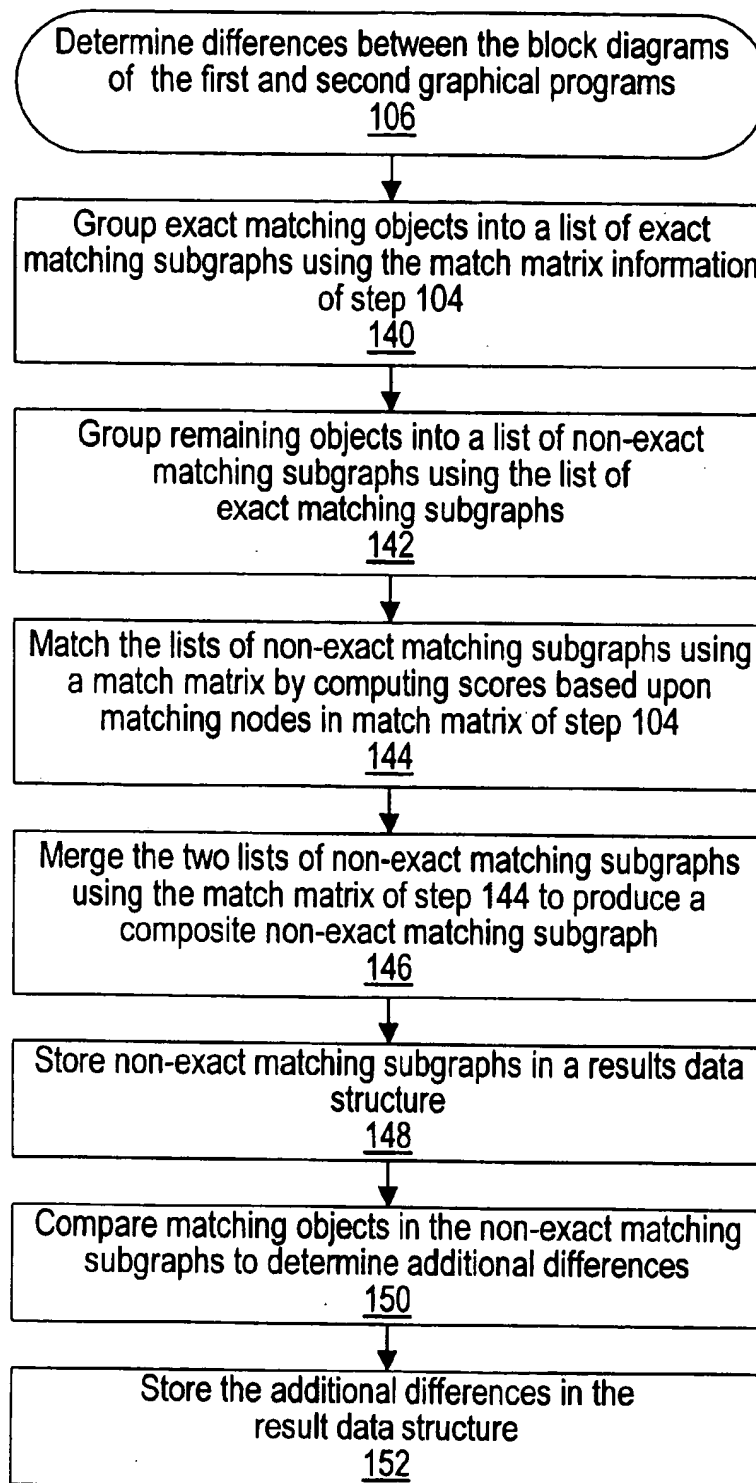 Determine differences between the block diagrams
of the first and second graphical programs
106
Group exact matching objects into a list of exact
matching subgraphs using the match matrix information
of step 104
140
Group remaining objects into a list of non-exact
matching subgraphs using the list of
exact matching subgraphs
142
Match the lists of non-exact matching subgraphs using
a match matrix by computing scores based upon
matching nodes in match matrix of step 104
144
Merge the two lists of non-exact matching subgraphs
using the match matrix of step 144 to produce a
composite non-exact matching subgraph
146
Store non-exact matching subgraphs in a results data
structure
148
Compare matching objects in the non-exact matching
subgraphs to determine additional differences
150
Store the additional differences in the
result data structure
152